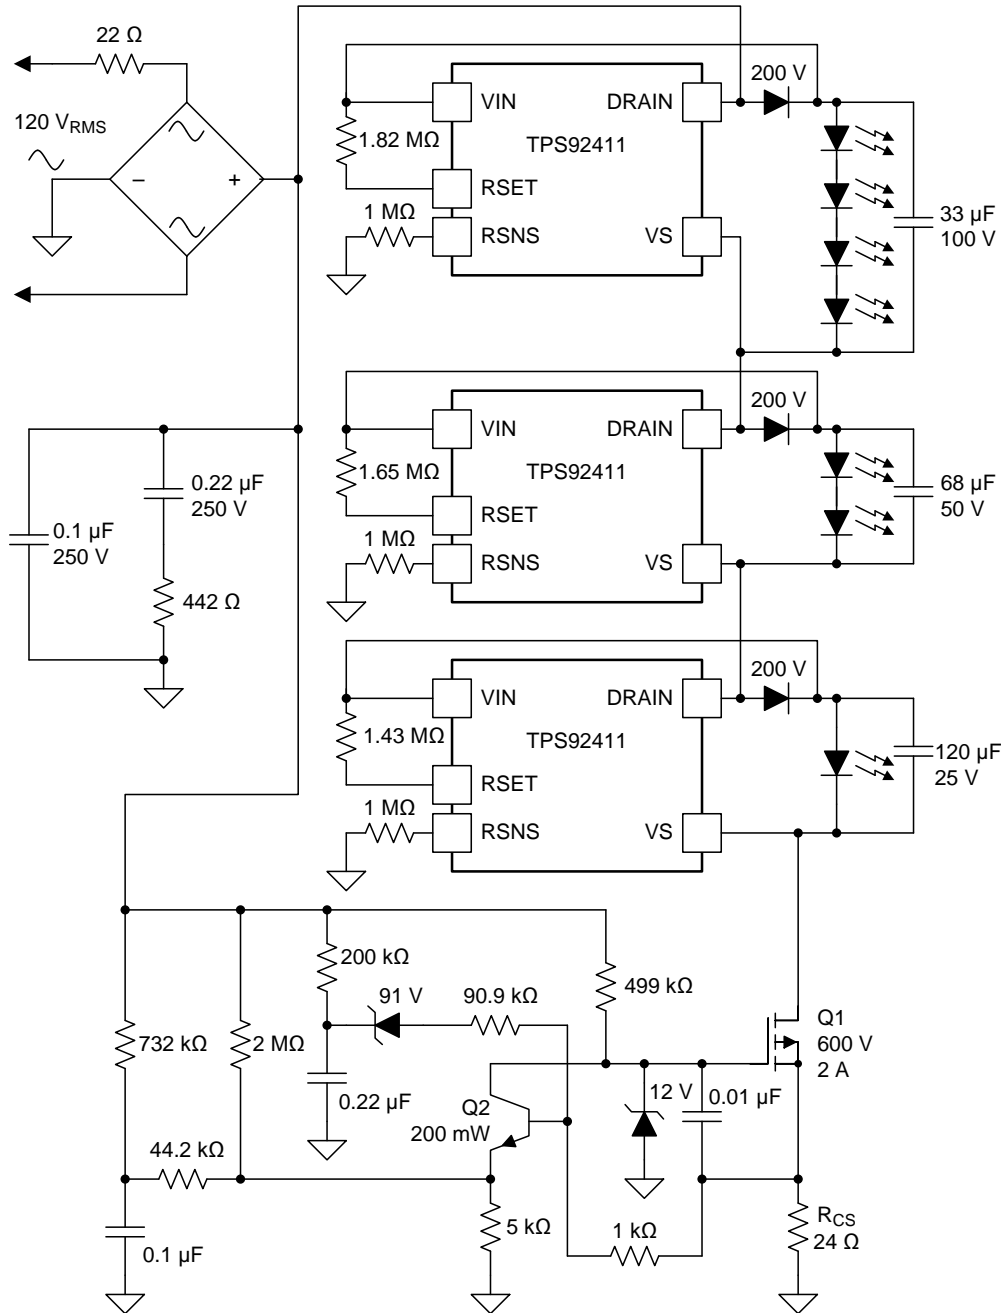 22 Ω
120 VRMS
− +
VIN
DRAIN
200 V
1.82 MΩ
TPS92411
RSET
1 MΩ
RSNS
VS
33 µF
100 V
VIN
DRAIN
200 V
1.65 MΩ
TPS92411
RSET
1 MΩ
RSNS
VS
68 µF
50 V
0.22 µF
250 V
0.1 µF
250 V
442 Ω
VIN
DRAIN
200 V
1.43 MΩ
TPS92411
RSET
1 MΩ
RSNS
VS
120 µF
25 V
200 kΩ
499 kΩ
91 V
90.9 kΩ
732 kΩ
2 MΩ
Q1
600 V
2 A
0.22 µF
Q2
200 mW
12 V
0.01 µF
44.2 kΩ
0.1 µF
5 kΩ
1 kΩ
RCS
24 Ω